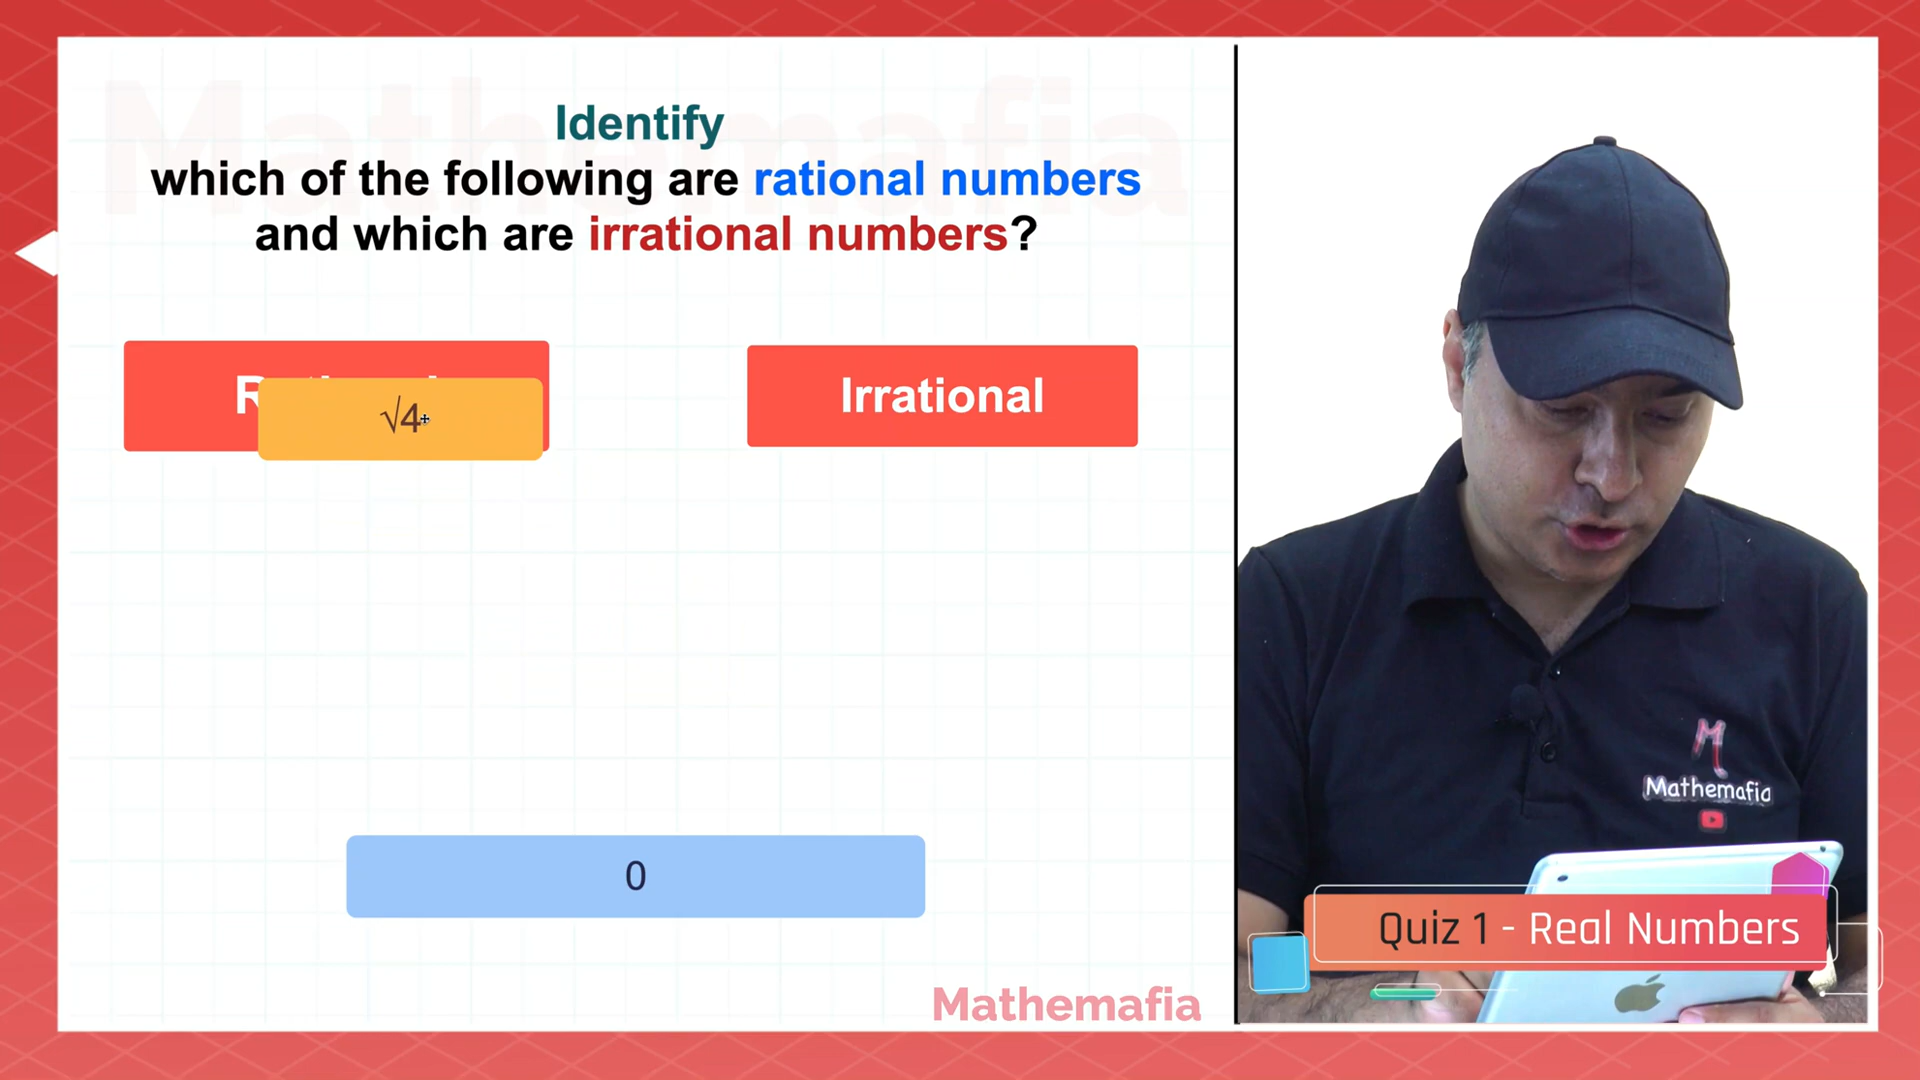 Identify
which of the following are rational numbers
and which are irrational numbers?
√4
Irrational
0
Mathemafia
M
Mathemafia
Quiz 1 - Real Numbers
Mathemafia